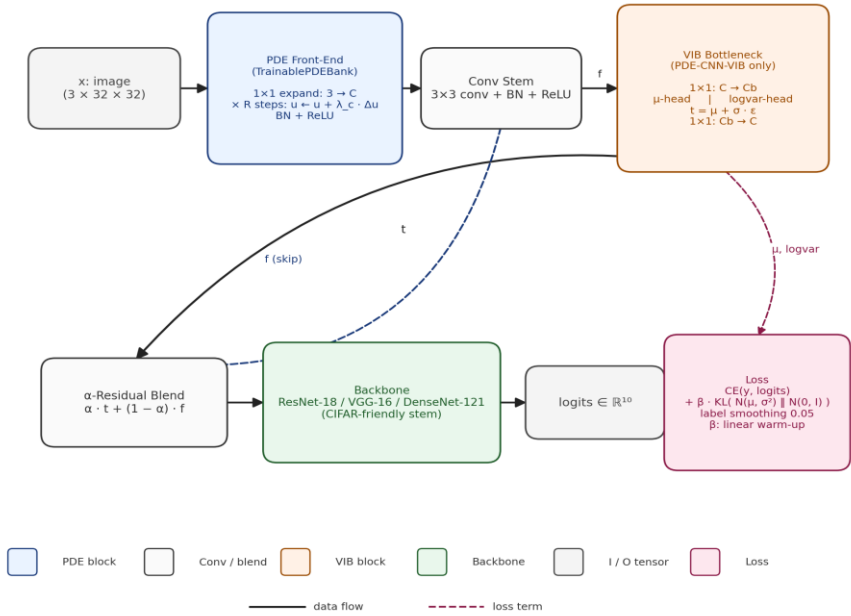 x: image
(3 × 32 × 32)
PDE Front-End
(TrainablePDEBank)
1×1 expand: 3 → C
× R steps: u ← u + λ_c · Δu
BN + ReLU
Conv Stem
3×3 conv + BN + ReLU
f
VIB Bottleneck
(PDE-CNN-VIB only)
1×1: C → Cb
μ-head | logvar-head
t = μ + σ · ε
1×1: Cb → C
t
f (skip)
μ, logvar
α-Residual Blend
α · t + (1 − α) · f
Backbone
ResNet-18 / VGG-16 / DenseNet-121
(CIFAR-friendly stem)
logits ∈ ℝ¹⁰
Loss
CE(y, logits)
+ β · KL( N(μ, σ²) ‖ N(0, I) )
label smoothing 0.05
β: linear warm-up
PDE block
Conv / blend
VIB block
Backbone
I / O tensor
Loss
data flow
loss term